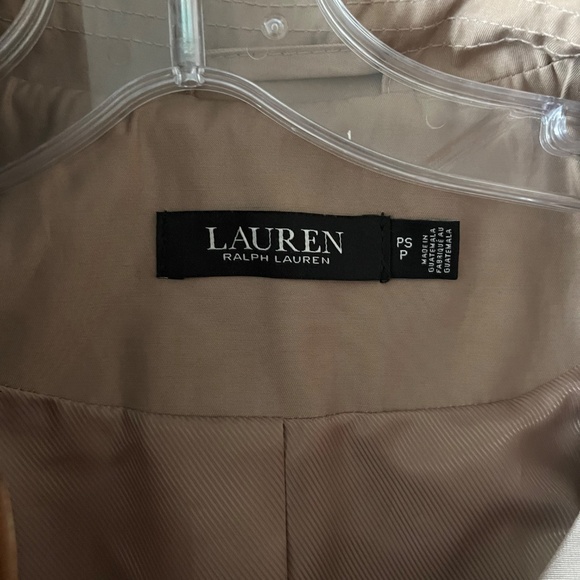 LAUREN
RALPH LAUREN
PS
P
MADE IN
GUATEMALA
FABRIQUÉ AU
GUATEMALA